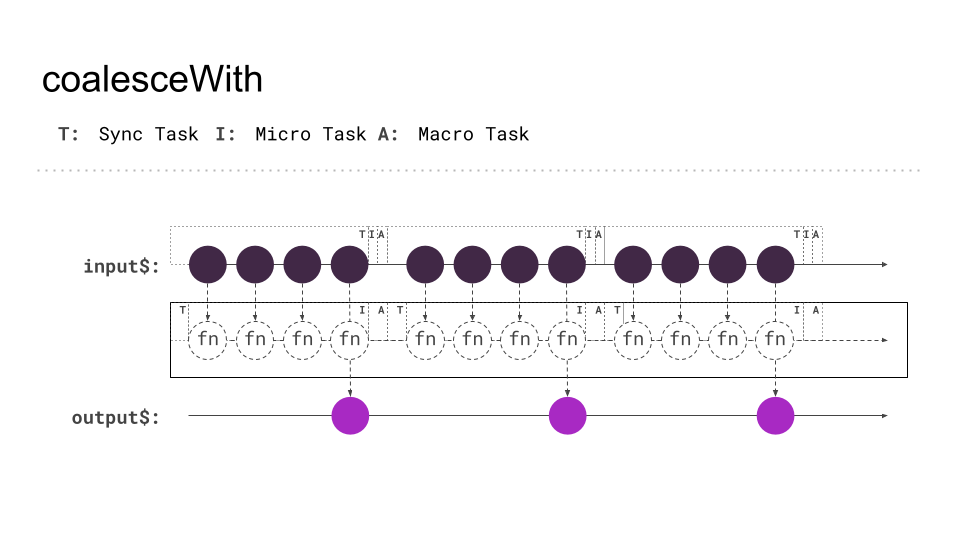 coalesceWith
T: Sync Task I: Micro Task A: Macro Task
T I A T I A T I A
input$:
T I A T I A T I A
fn fn fn fn fn fn fn fn fn fn fn fn
output$: